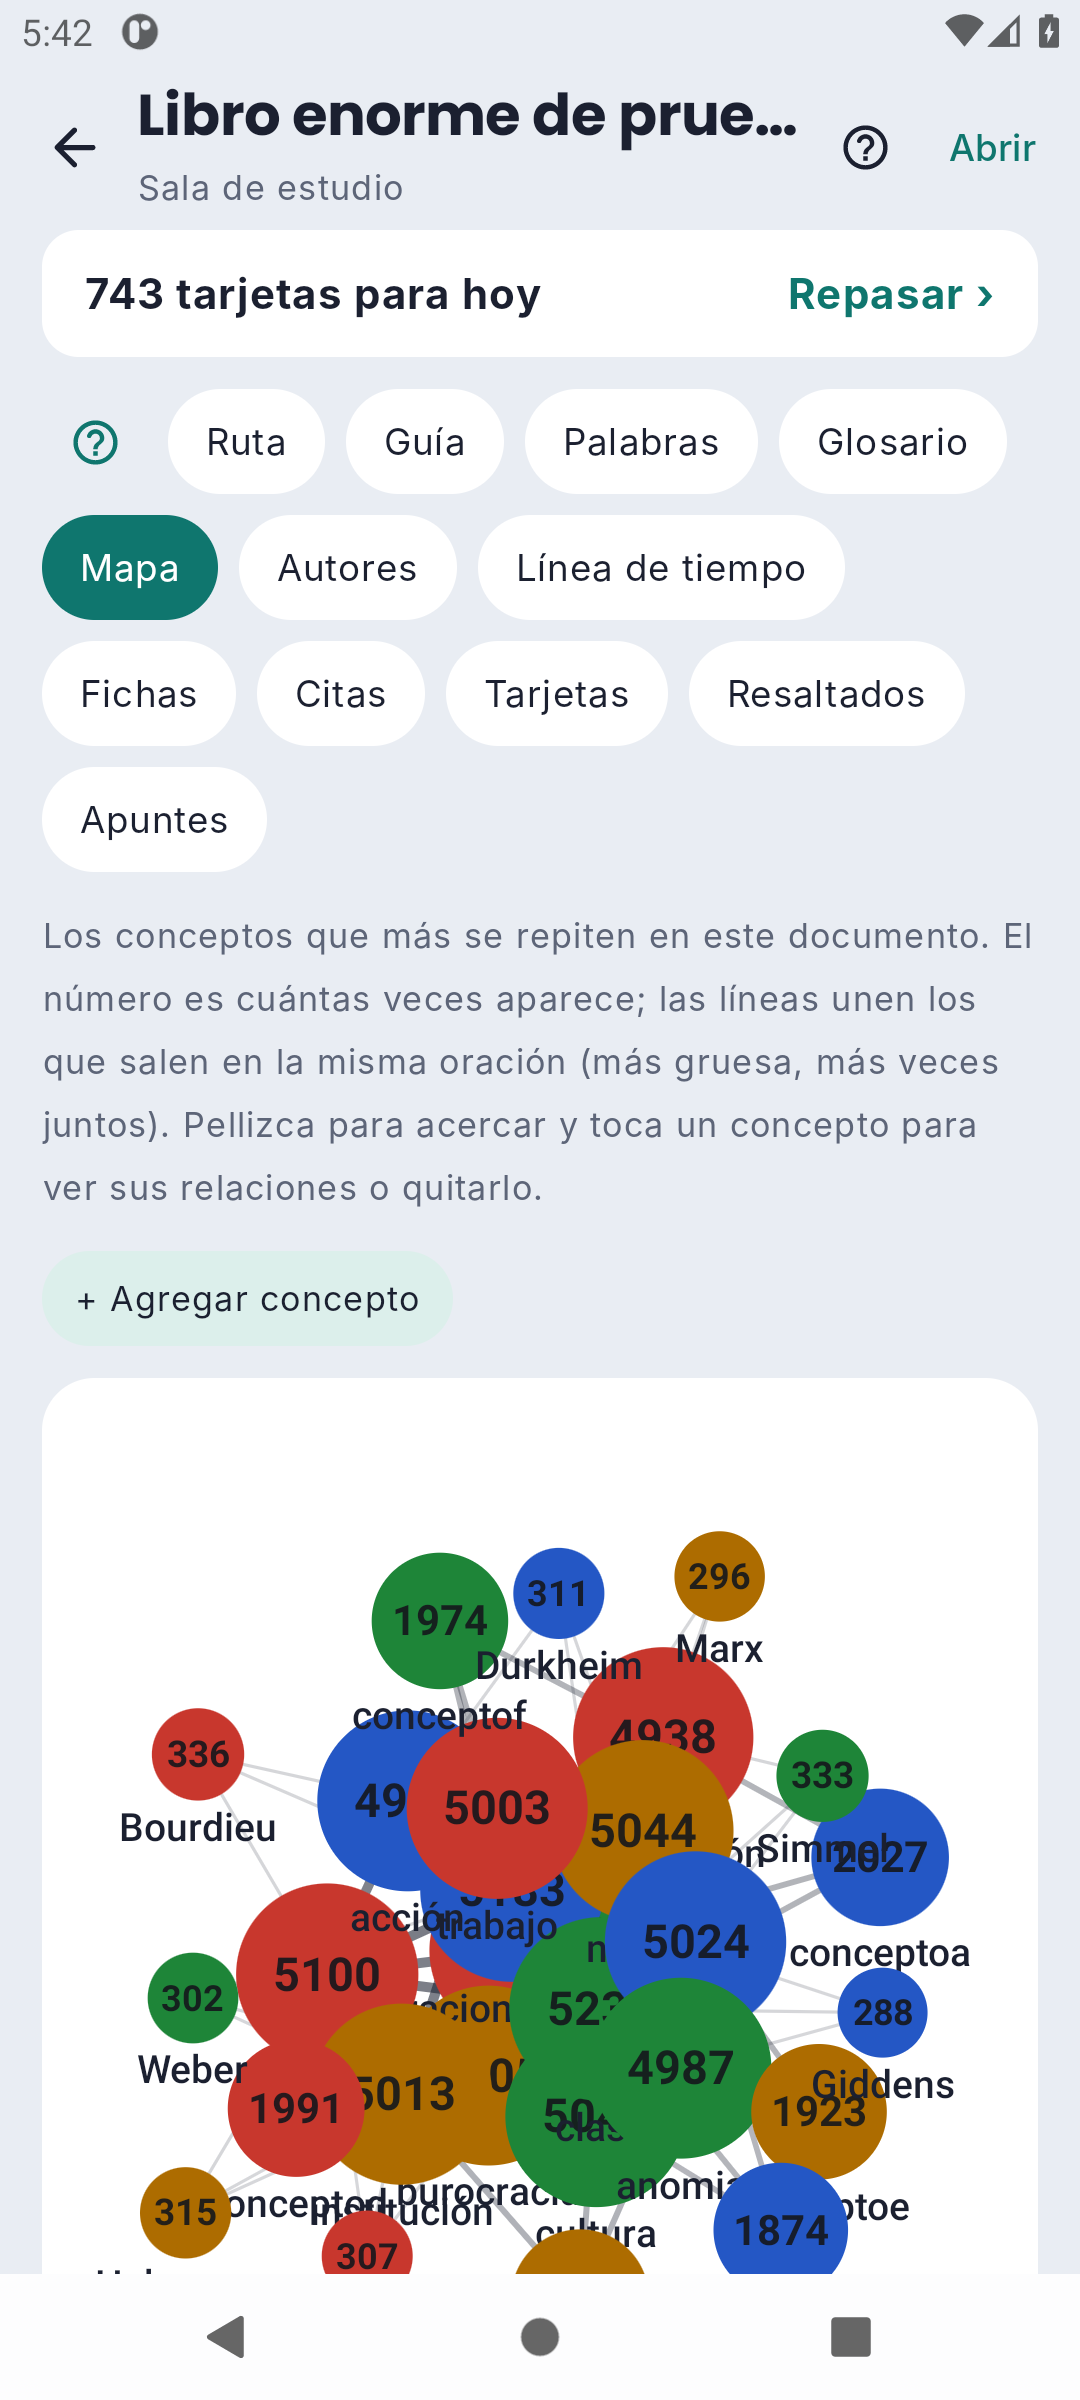 5:42
Libro enorme de prue...
Sala de estudio
Abrir
743 tarjetas para hoy
Repasar ›
Ruta
Guía
Palabras
Glosario
Mapa
Autores
Línea de tiempo
Fichas
Citas
Tarjetas
Resaltados
Apuntes
Los conceptos que más se repiten en este documento. El
número es cuántas veces aparece; las líneas unen los
que salen en la misma oración (más gruesa, más veces
juntos). Pellizca para acercar y toca un concepto para
ver sus relaciones o quitarlo.
+ Agregar concepto
296
311
1974
Marx
Durkheim
conceptof
4938
336
333
5003
5044
Bourdieu
Simmel
2027
acción
trabajo
5024
conceptoa
5100
302
288
4987
Weber
Giddens
1991
5013
1923
anomia
315
institución
cultura
1874
307